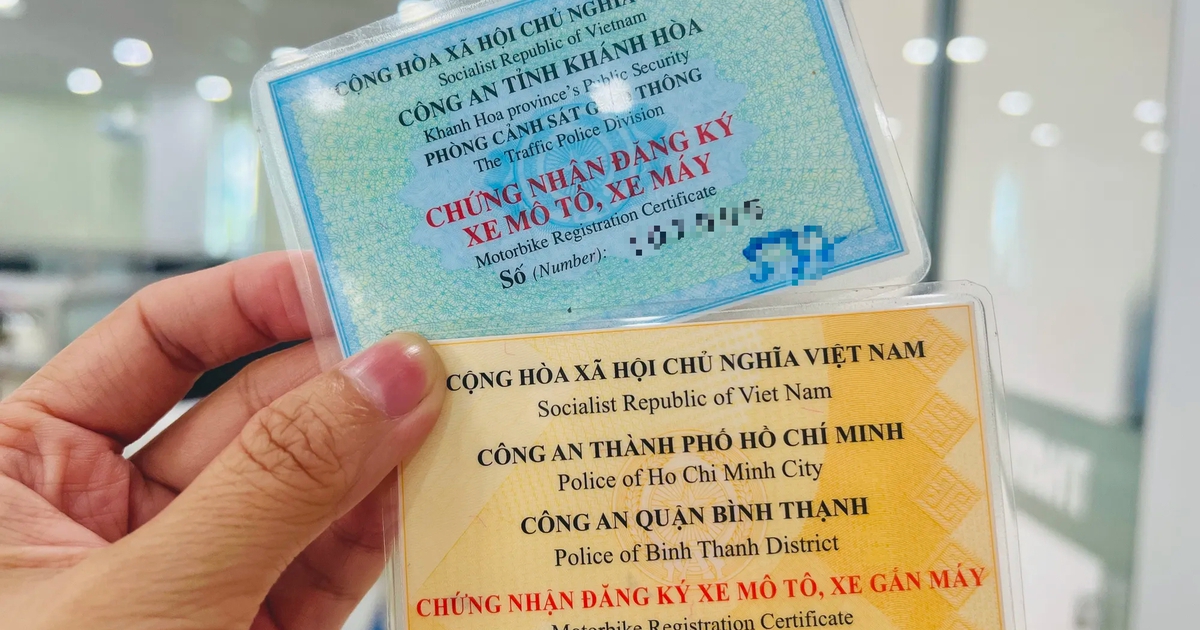 CỘNG HÒA XÃ HỘI CHỦ NGHĨA
Socialist Republic of Vietnam
CÔNG AN TỈNH KHÁNH HÒA
Khanh Hoa province's Public Security
PHÒNG CẢNH SÁT GIAO THÔNG
The Traffic Police Division
CHỨNG NHẬN ĐĂNG KÝ
XE MÔ TÔ, XE MÁY
Motorbike Registration Certificate
Số (Number):
CỘNG HÒA XÃ HỘI CHỦ NGHĨA VIỆT NAM
Socialist Republic of Viet Nam
CÔNG AN THÀNH PHỐ HỒ CHÍ MINH
Police of Ho Chi Minh City
CÔNG AN QUẬN BÌNH THẠNH
Police of Binh Thanh District
CHỨNG NHẬN ĐĂNG KÝ XE MÔ TÔ, XE GẮN MÁY
Motorbike Registration Certificate